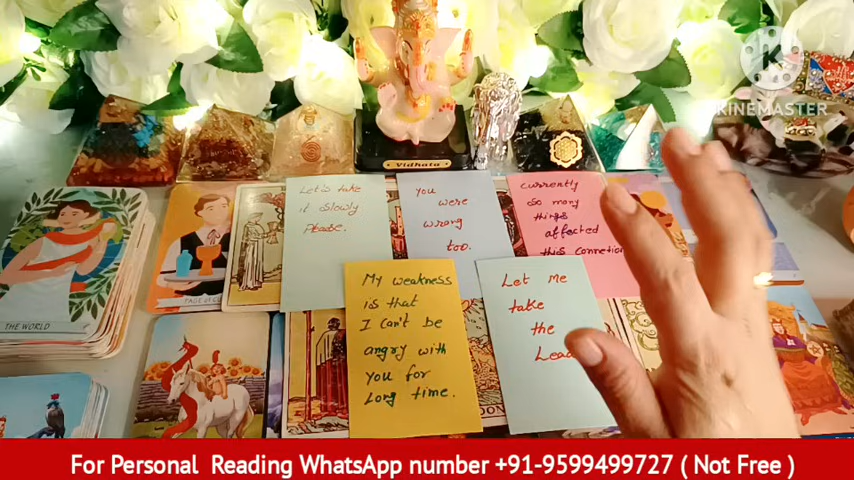 KINEMASTER
Vidhata
Let's take
it slowly
Please.
You
were
wrong
too.
currently
so many
things
affected
this
THE WORLD
PAGE OF
My weakness
is that
I can't be
angry with
you for
Long time.
Let Me
take
the
For Personal Reading WhatsApp number +91-9599499727 ( Not Free )